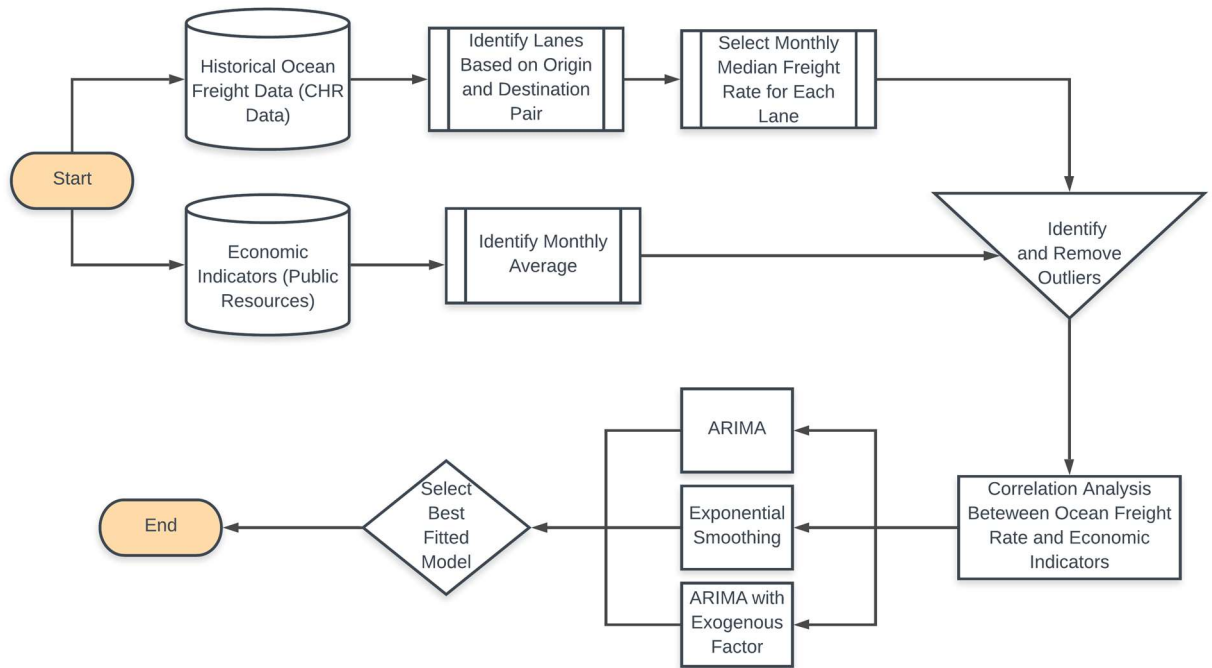 Start
Historical Ocean
Freight Data (CHR
Data)
Identify Lanes
Based on Origin
and Destination
Pair
Select Monthly
Median Freight
Rate for Each
Lane
Economic
Indicators (Public
Resources)
Identify Monthly
Average
Identify
and Remove
Outliers
Correlation Analysis
Beteween Ocean Freight
Rate and Economic
Indicators
ARIMA
Exponential
Smoothing
ARIMA with
Exogenous
Factor
Select
Best
Fitted
Model
End